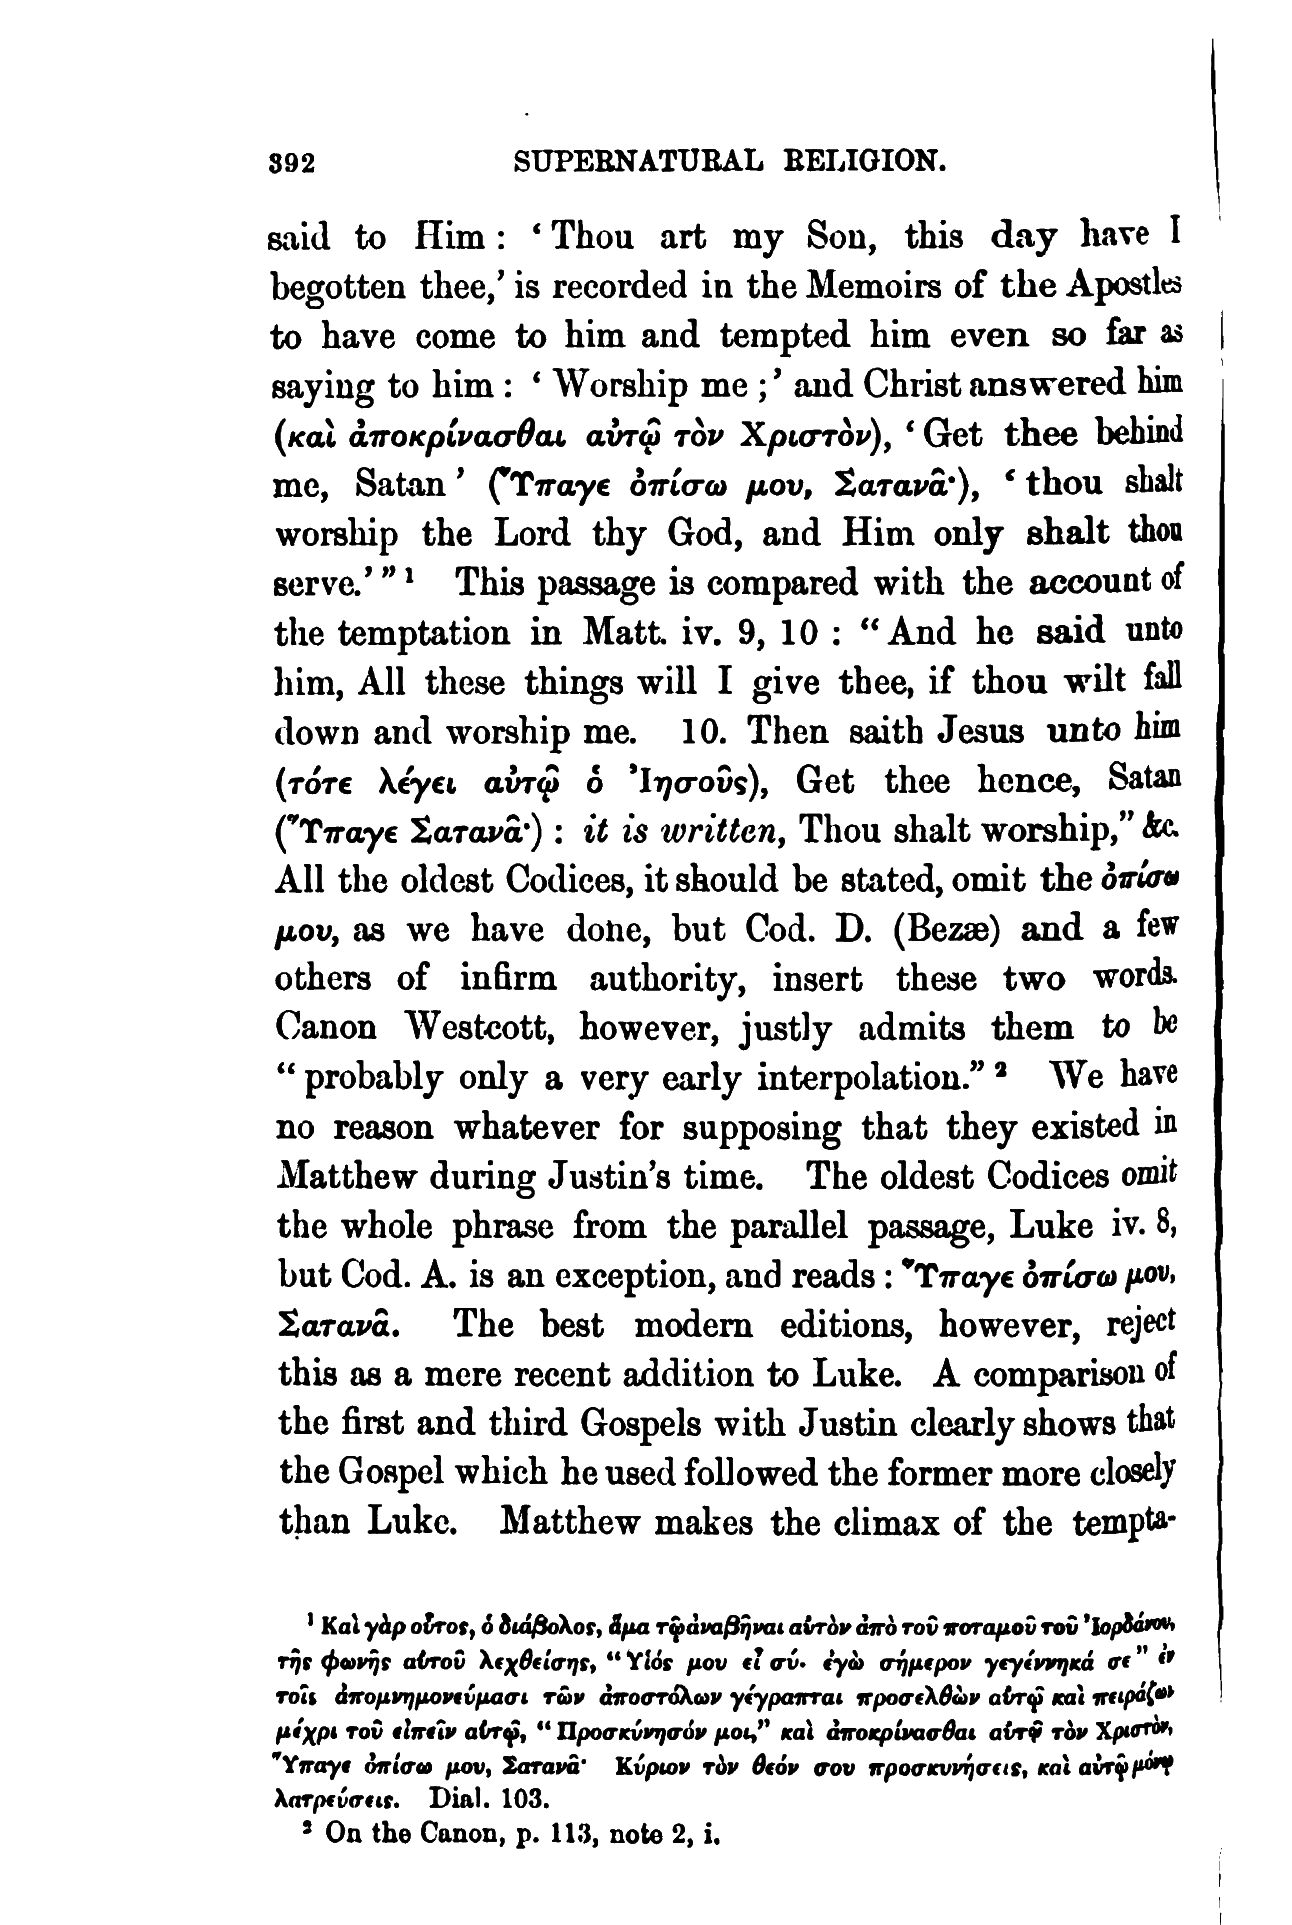 392 SUPERNATURAL RELIGION.
said to Him : ‘ Thou art my Son, this day have I
begotten thee,’ is recorded in the Memoirs of the Apostles
to have come to him and tempted him even so far as
saying to him : ‘ Worship me ;’ and Christ answered him
(καὶ ἀποκρίνασθαι αὐτῷ τὸν Χριστὸν), ‘ Get thee behind
me, Satan ’ (Ὕπαγε ὀπίσω μου, Σατανᾶ·), ‘ thou shalt
worship the Lord thy God, and Him only shalt thou
serve.’ ” ¹ This passage is compared with the account of
the temptation in Matt. iv. 9, 10 : “ And he said unto
him, All these things will I give thee, if thou wilt fall
down and worship me. 10. Then saith Jesus unto him
(τότε λέγει αὐτῷ ὁ Ἰησοῦς), Get thee hence, Satan
(Ὕπαγε Σατανᾶ·) : it is written, Thou shalt worship,” &c.
All the oldest Codices, it should be stated, omit the ὀπίσω
μου, as we have done, but Cod. D. (Bezæ) and a few
others of infirm authority, insert these two words.
Canon Westcott, however, justly admits them to be
“ probably only a very early interpolation.” ² We have
no reason whatever for supposing that they existed in
Matthew during Justin’s time. The oldest Codices omit
the whole phrase from the parallel passage, Luke iv. 8,
but Cod. A. is an exception, and reads : Ὕπαγε ὀπίσω μου,
Σατανᾶ. The best modern editions, however, reject
this as a mere recent addition to Luke. A comparison of
the first and third Gospels with Justin clearly shows that
the Gospel which he used followed the former more closely
than Luke. Matthew makes the climax of the tempta-
¹ Καὶ γὰρ οὗτος, ὁ διάβολος, ἅμα τῷ ἀναβῆναι αὐτὸν ἀπὸ τοῦ ποταμοῦ τοῦ Ἰορδάνου,
τῆς φωνῆς αὐτοῦ λεχθείσης, “ Υἱός μου εἶ σύ· ἐγὼ σήμερον γεγέννηκά σε ” ἐν
τοῖς ἀπομνημονεύμασι τῶν ἀποστόλων γέγραπται προσελθὼν αὐτῷ καὶ πειράζων
μέχρι τοῦ εἰπεῖν αὐτῷ, “ Προσκύνησόν μοι,” καὶ ἀποκρίνασθαι αὐτῷ τὸν Χριστὸν,
Ὕπαγε ὀπίσω μου, Σατανᾶ· Κύριον τὸν θεόν σου προσκυνήσεις, καὶ αὐτῷ μόνῳ
λατρεύσεις. Dial. 103.
² On the Canon, p. 113, note 2, i.